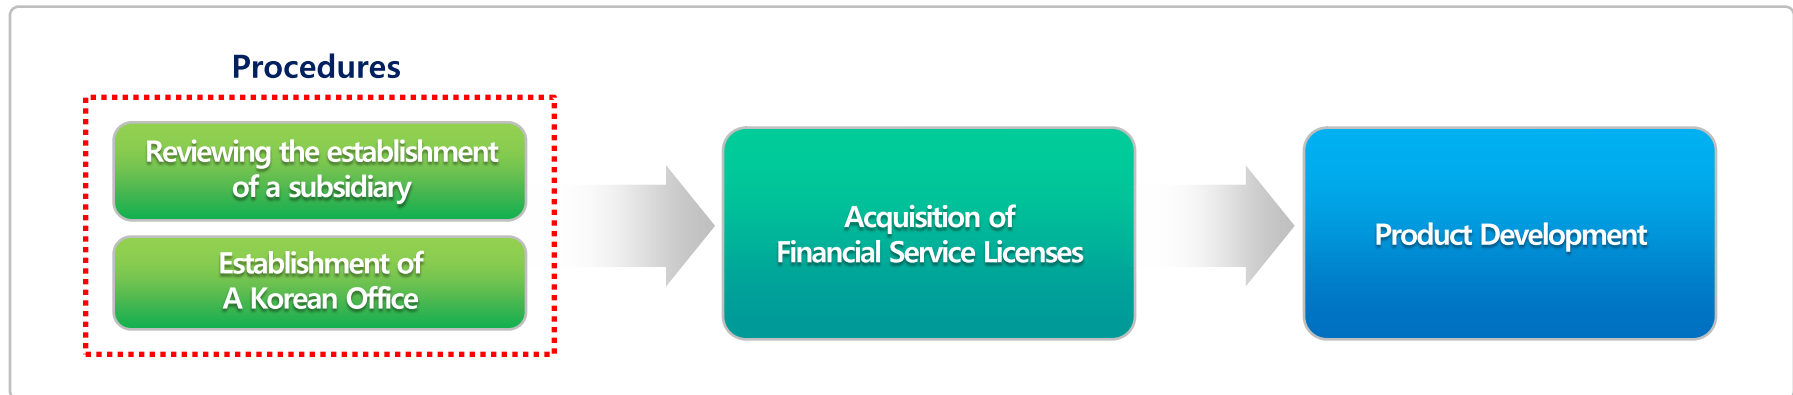 Procedures
Reviewing the establishment
of a subsidiary
Establishment of
A Korean Office
Acquisition of
Financial Service Licenses
Product Development